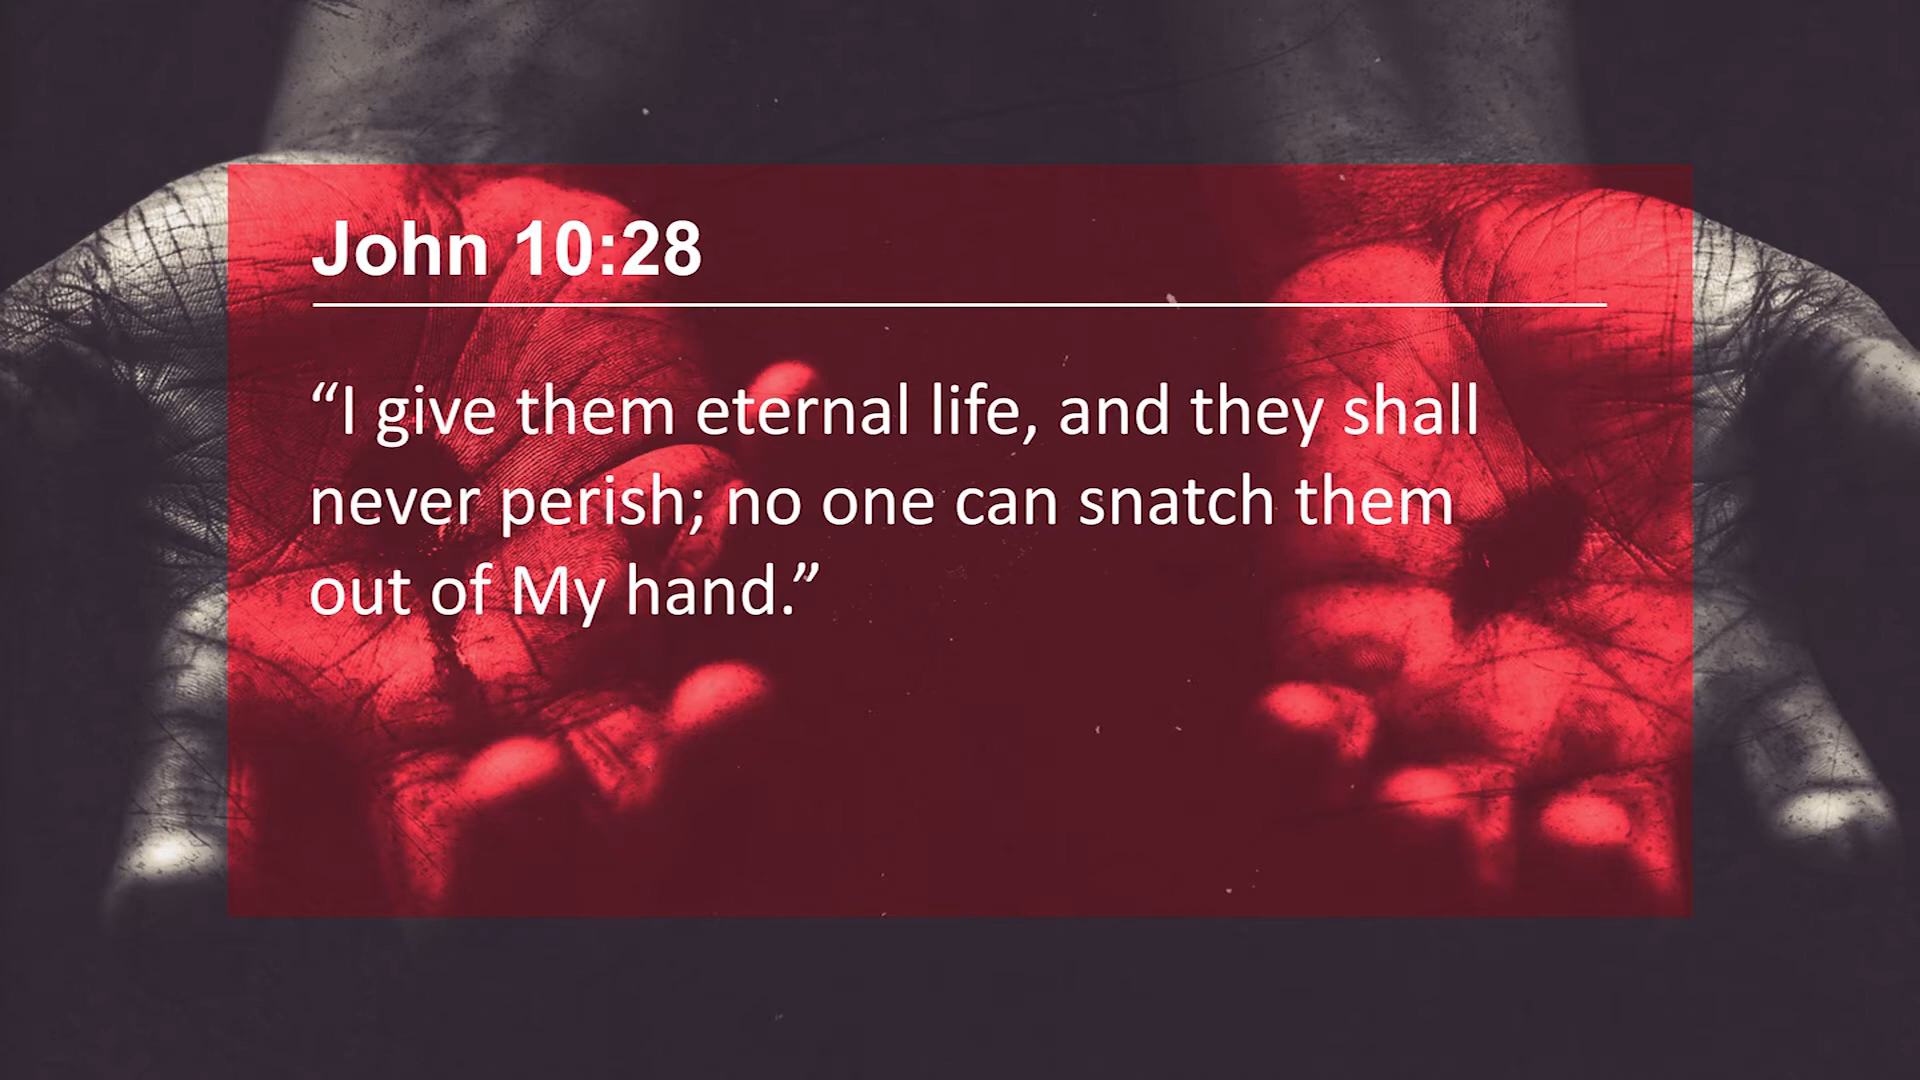 John 10:28
“I give them eternal life, and they shall
never perish; no one can snatch them
out of My hand.”